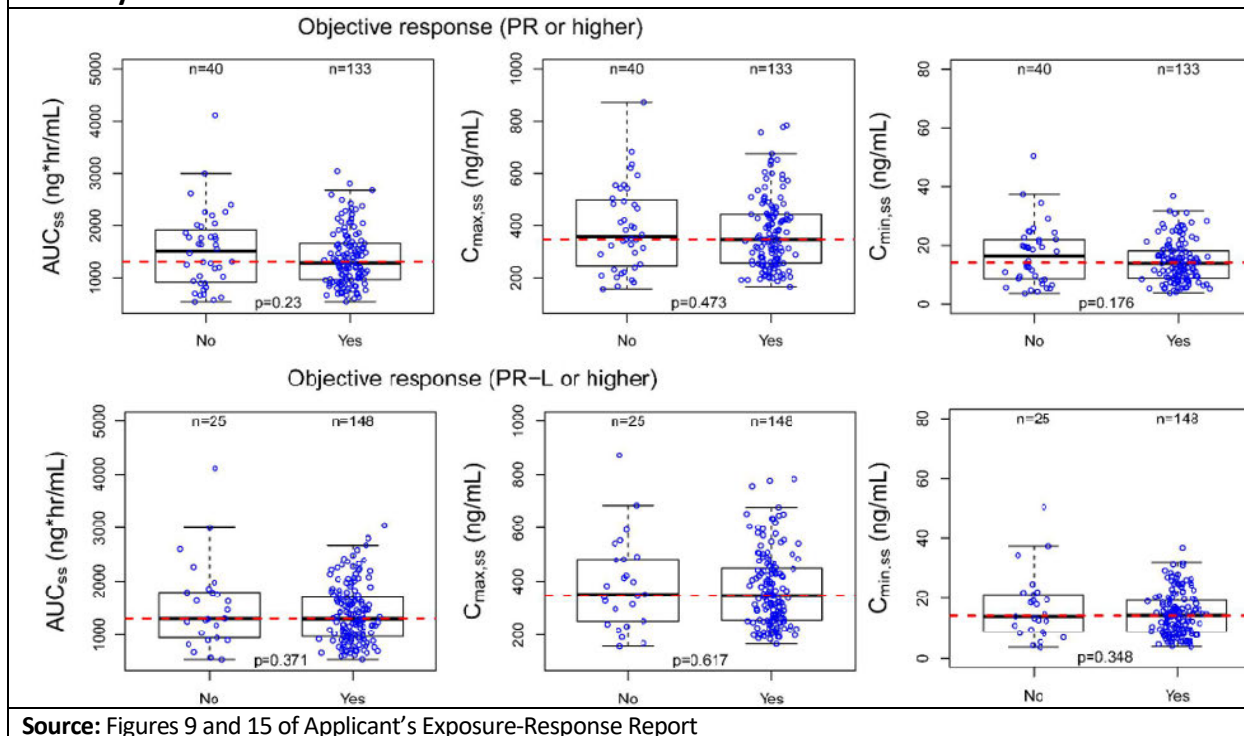 Objective response (PR or higher)
AUCss (ng*hr/mL)
5000
4000
3000
2000
1000
n=40 n=133
p=0.23
No Yes
Cmax,ss (ng/mL)
1000
800
600
400
200
n=40 n=133
p=0.473
No Yes
Cmin,ss (ng/mL)
80
60
40
20
0
n=40 n=133
p=0.176
No Yes
Objective response (PR-L or higher)
AUCss (ng*hr/mL)
5000
4000
3000
2000
1000
n=25 n=148
p=0.371
No Yes
Cmax,ss (ng/mL)
1000
800
600
400
200
n=25 n=148
p=0.617
No Yes
Cmin,ss (ng/mL)
80
60
40
20
0
n=25 n=148
p=0.348
No Yes
Source: Figures 9 and 15 of Applicant's Exposure-Response Report